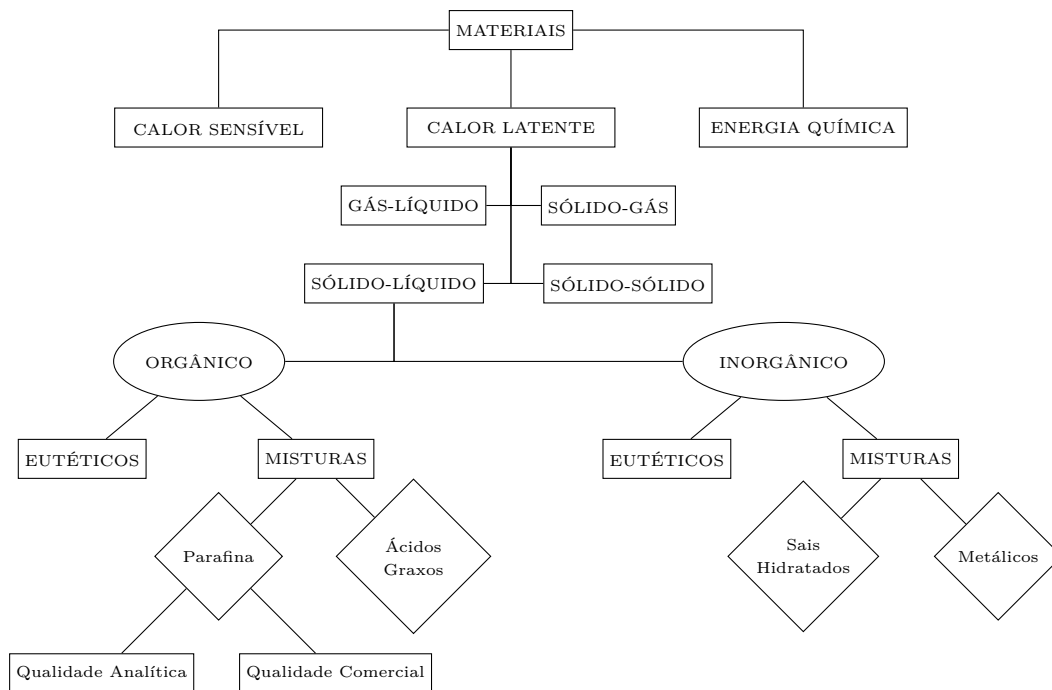 MATERIAIS
CALOR SENSÍVEL
CALOR LATENTE
ENERGIA QUÍMICA
GÁS-LÍQUIDO
SÓLIDO-GÁS
SÓLIDO-LÍQUIDO
SÓLIDO-SÓLIDO
ORGÂNICO
INORGÂNICO
EUTÉTICOS
MISTURAS
EUTÉTICOS
MISTURAS
Parafina
Ácidos
Graxos
Sais
Hidratados
Metálicos
Qualidade Analítica
Qualidade Comercial